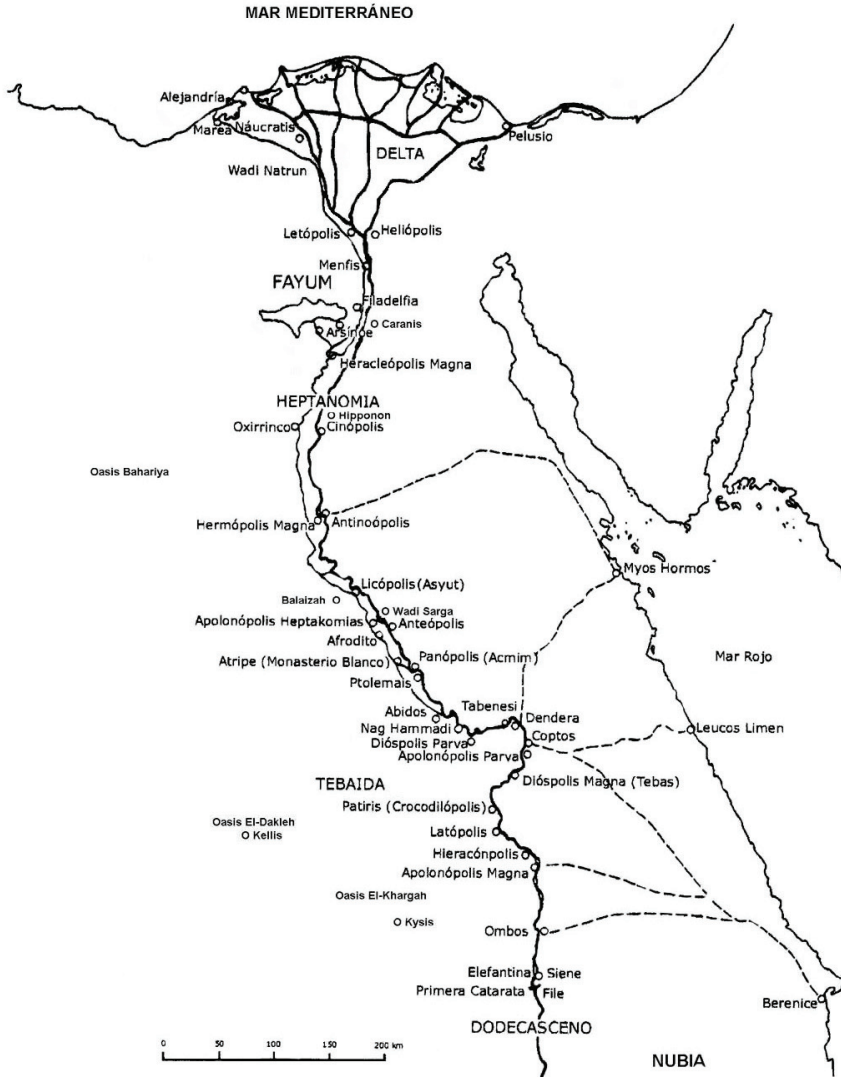 MAR MEDITERRÁNEO
Alejandría
Marea
Náucratis
Pelusio
DELTA
Wadi Natrun
Letópolis
Heliópolis
Menfis
FAYUM
Filadelfia
Caranis
Arsínoe
Heracleópolis Magna
HEPTANOMIA
Hipponon
Oxirrinco
Cinópolis
Oasis Bahariya
Hermópolis Magna
Antinoópolis
Myos Hormos
Licópolis (Asyut)
Balaizah
Wadi Sarga
Apolonópolis Heptakomias
Anteópolis
Afrodito
Atripe (Monasterio Blanco)
Panópolis (Acmim)
Mar Rojo
Ptolemais
Tabenesi
Abidos
Dendera
Nag Hammadi
Leucos Limen
Coptos
Dióspolis Parva
Apolonópolis Parva
TEBAIDA
Dióspolis Magna (Tebas)
Patiris (Crocodilópolis)
Oasis El-Dakleh
Kellis
Latópolis
Hieracónpolis
Apolonópolis Magna
Oasis El-Khargah
Kysis
Ombos
Elefantina
Siene
Primera Catarata
File
Berenice
DODECASCENO
0 50 100 150 200 km
NUBIA